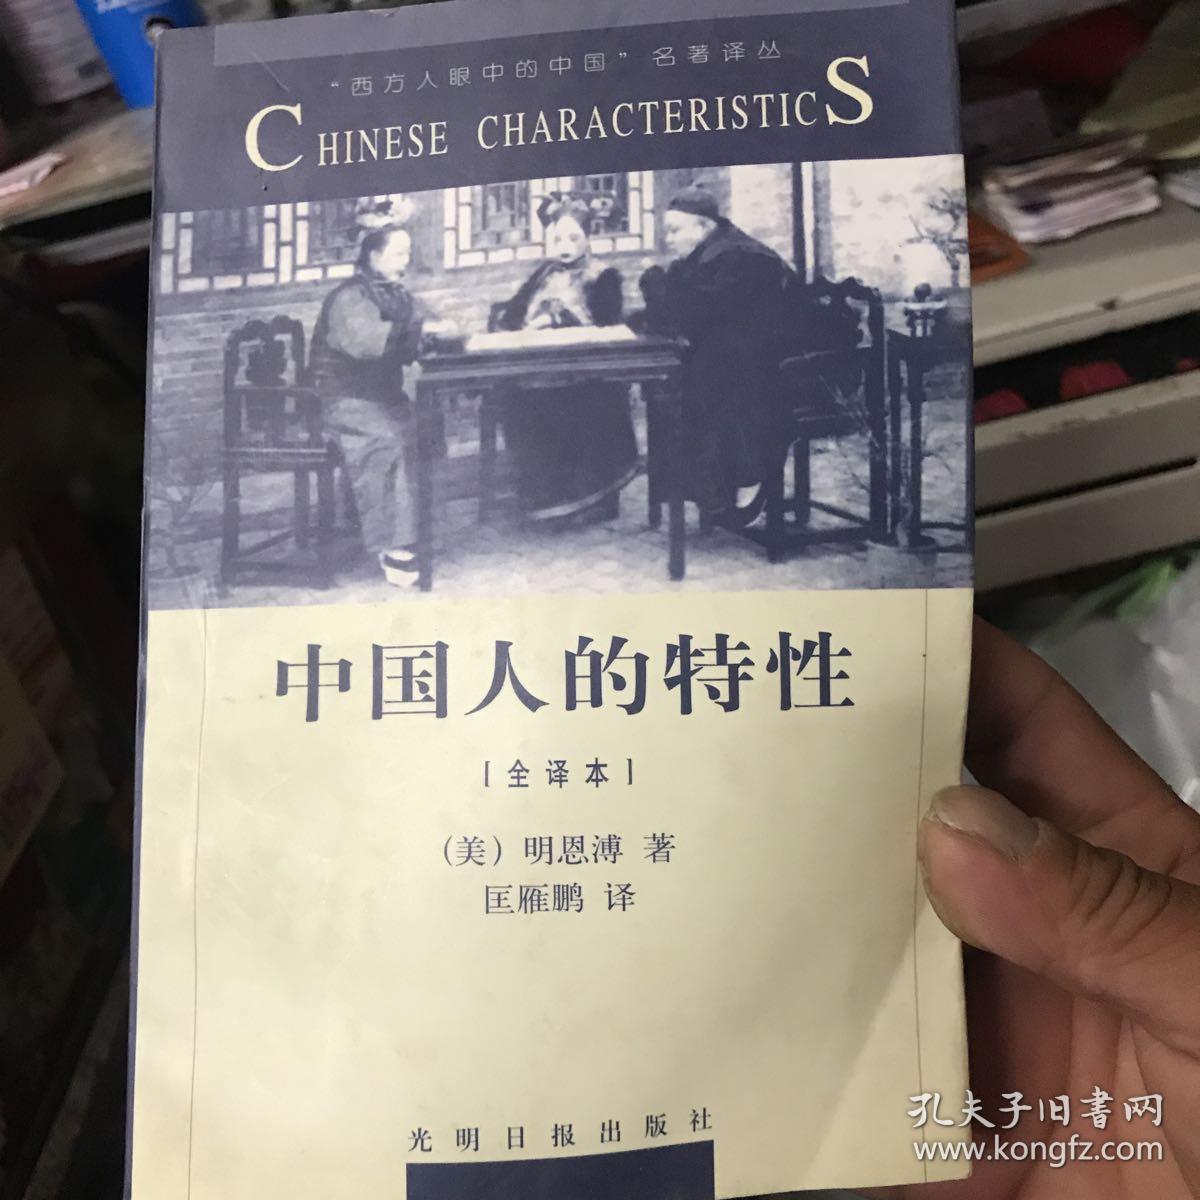 “西方人眼中的中国”名著译丛
CHINESE CHARACTERISTICS
中国人的特性
[全译本]
(美) 明恩溥 著
匡雁鹏 译
光明日报出版社
孔夫子旧書网
www.kongfz.com